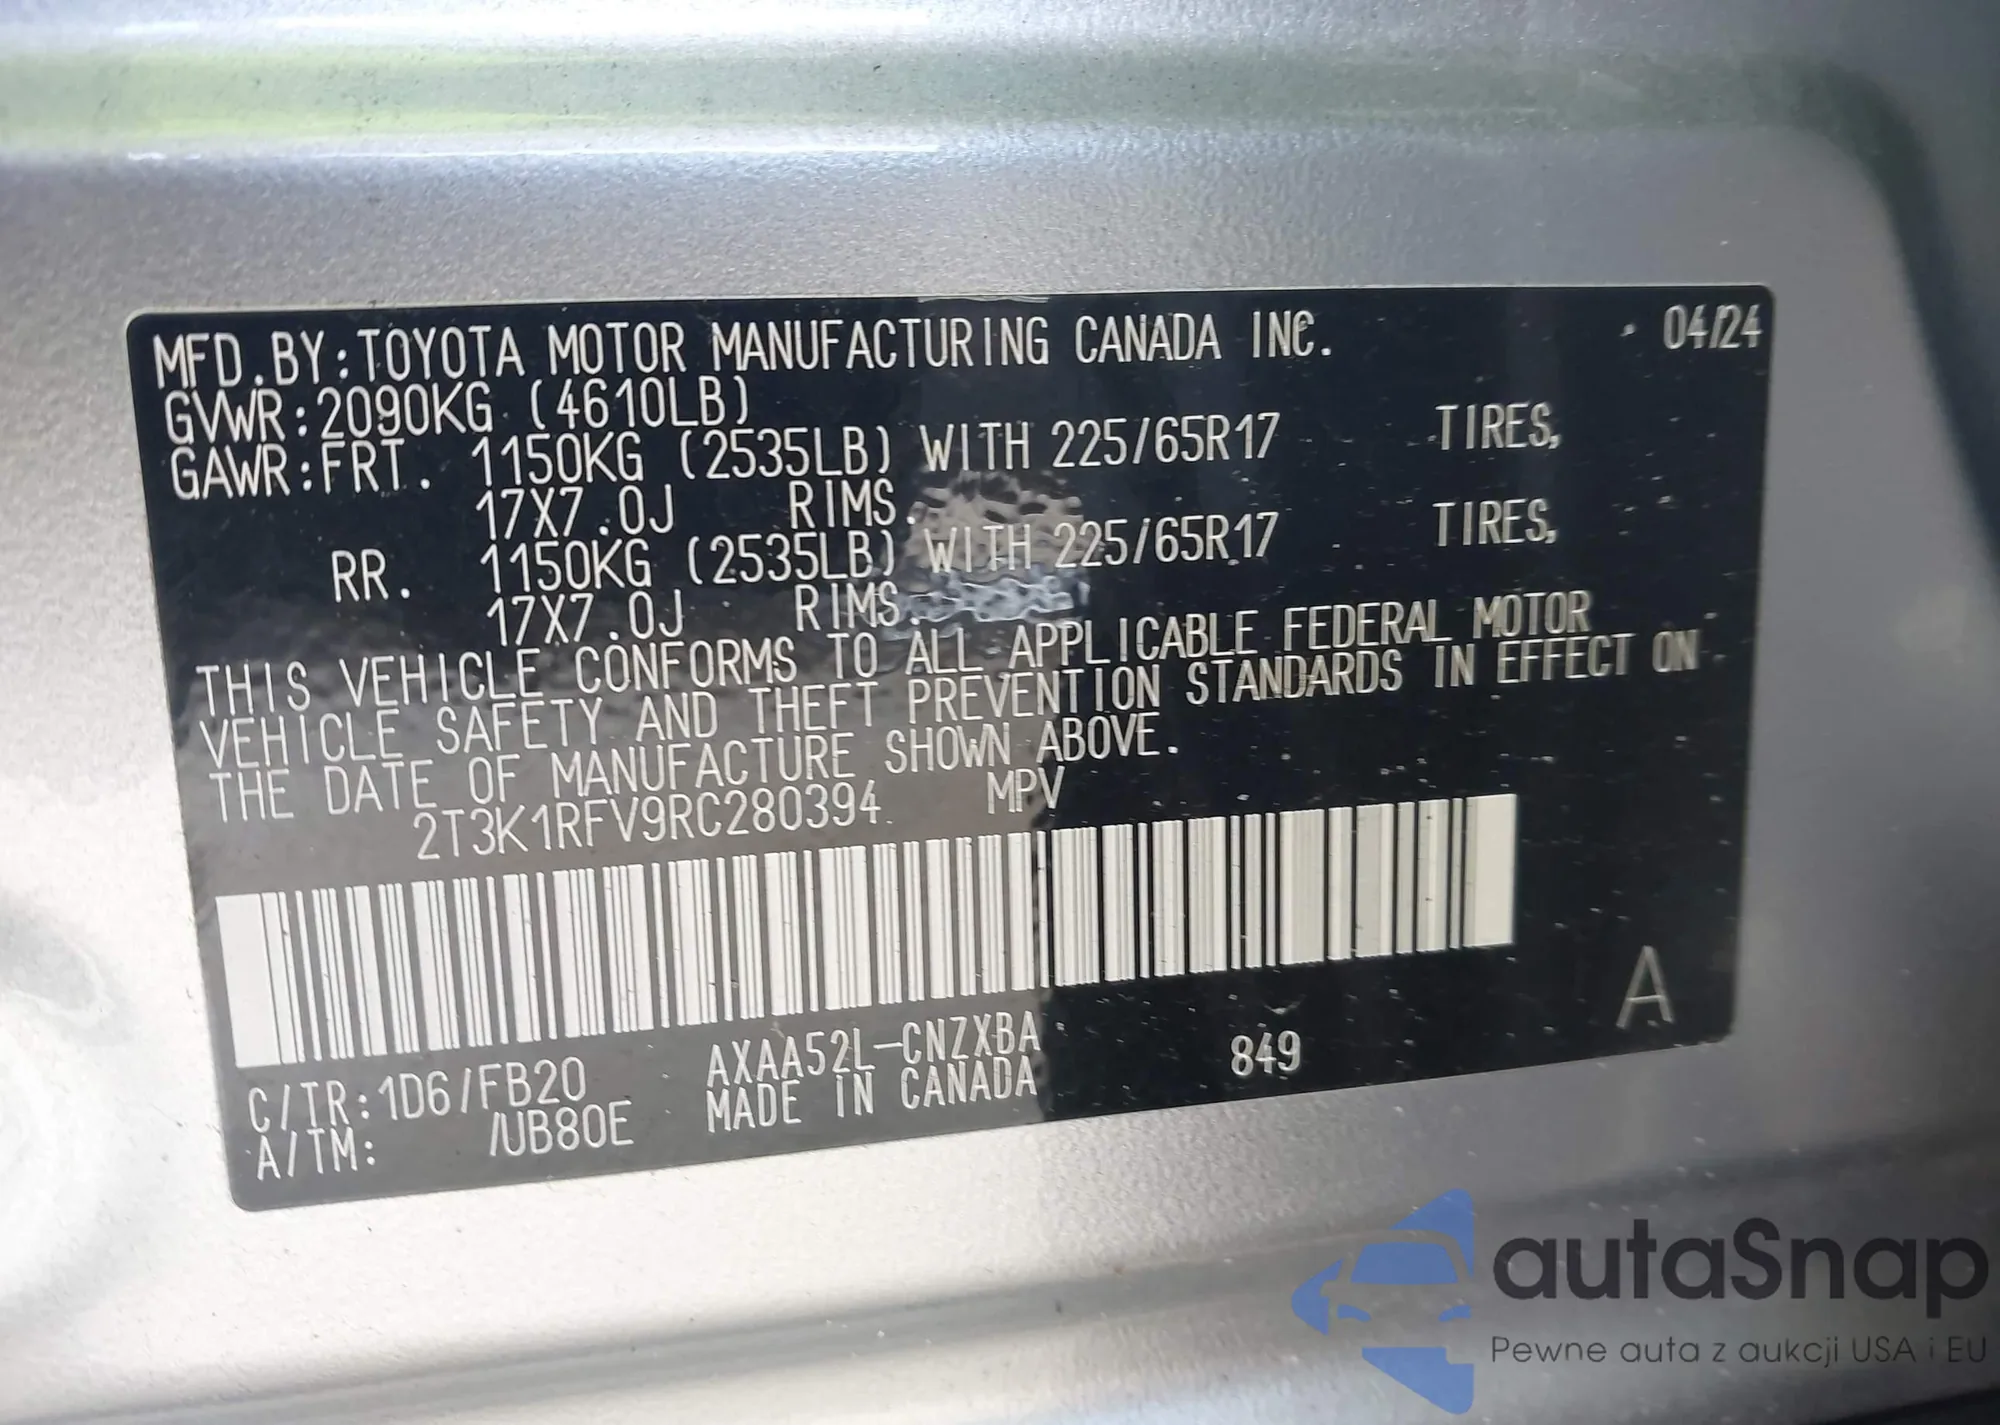 MFD.BY:TOYOTA MOTOR MANUFACTURING CANADA INC. 04/24
GVWR:2090KG (4610LB)
GAWR:FRT. 1150KG (2535LB) WITH 225/65R17 TIRES,
17X7.0J RIMS.
RR. 1150KG (2535LB) WITH 225/65R17 TIRES,
17X7.0J RIMS.
THIS VEHICLE CONFORMS TO ALL APPLICABLE FEDERAL MOTOR
VEHICLE SAFETY AND THEFT PREVENTION STANDARDS IN EFFECT ON
THE DATE OF MANUFACTURE SHOWN ABOVE.
2T3K1RFV9RC280394 MPV
A
C/TR:1D6/FB20 AXAA52L-CNZXBA 849
A/TM: /UB80E MADE IN CANADA
autaSnap
Pewne auta z aukcji USA i EU